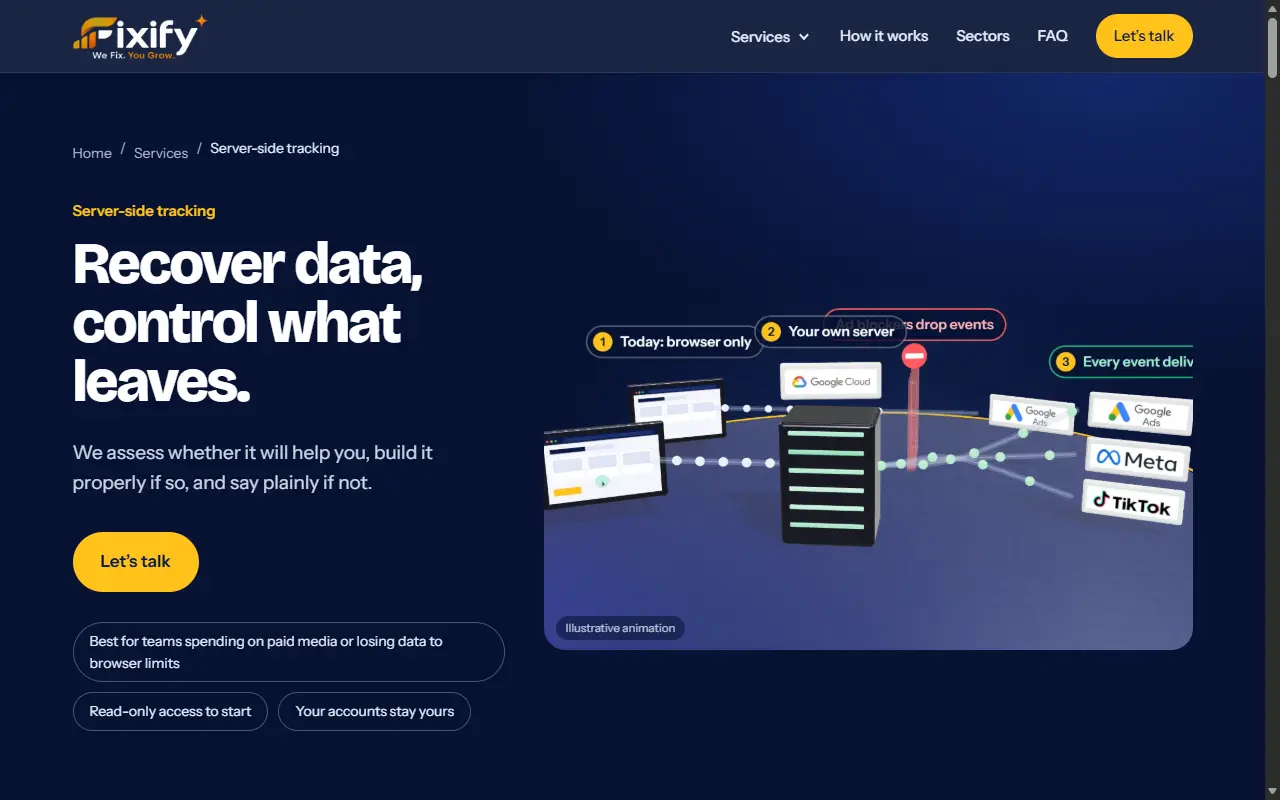 Fixify
We Fix. You Grow.
Services
How it works
Sectors
FAQ
Let's talk
Home / Services / Server-side tracking
Server-side tracking
Recover data,
control what
leaves.
We assess whether it will help you, build it
properly if so, and say plainly if not.
Let's talk
Best for teams spending on paid media or losing data to
browser limits
Read-only access to start
Your accounts stay yours
1 Today: browser only
2 Your own server
Ad blockers drop events
3 Every event deliv
Google Cloud
Google
Ads
Google
Ads
Meta
TikTok
Illustrative animation